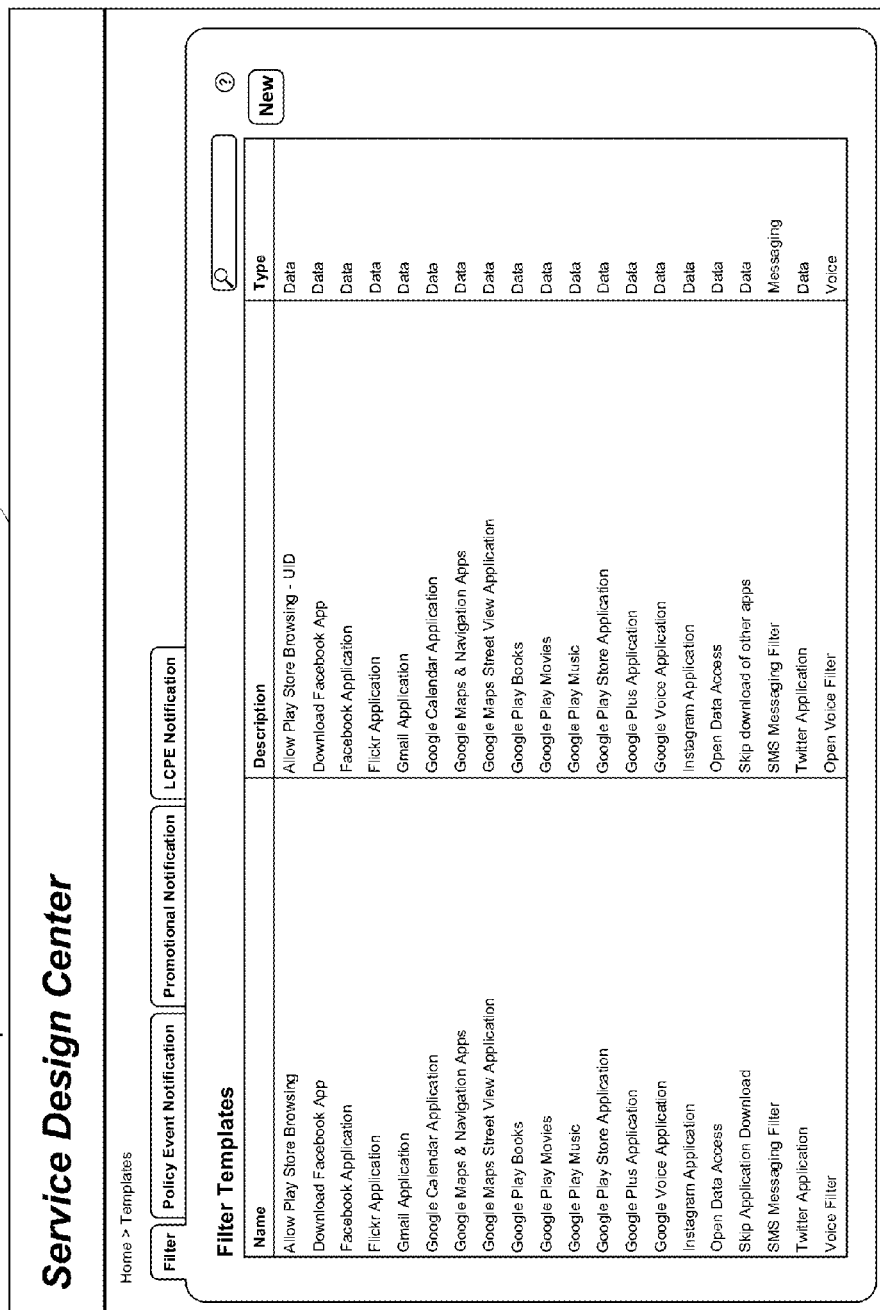 Service Design Center
Home > Templates
Filter Policy Event Notification Promotional Notification LCPE Notification
Filter Templates
New
Name Description Type
Allow Play Store Browsing Allow Play Store Browsing - UID Data
Download Facebook App Download Facebook App Data
Facebook Application Facebook Application Data
Flickr Application Flickr Application Data
Gmail Application Gmail Application Data
Google Calendar Application Google Calendar Application Data
Google Maps & Navigation Apps Google Maps & Navigation Apps Data
Google Maps Street View Application Google Maps Street View Application Data
Google Play Books Google Play Books Data
Google Play Movies Google Play Movies Data
Google Play Music Google Play Music Data
Google Play Store Application Google Play Store Application Data
Google Plus Application Google Plus Application Data
Google Voice Application Google Voice Application Data
Instagram Application Instagram Application Data
Open Data Access Open Data Access Data
Skip Application Download Skip download of other apps Data
SMS Messaging Filter SMS Messaging Filter Messaging
Twitter Application Twitter Application Data
Voice Filter Open Voice Filter Voice